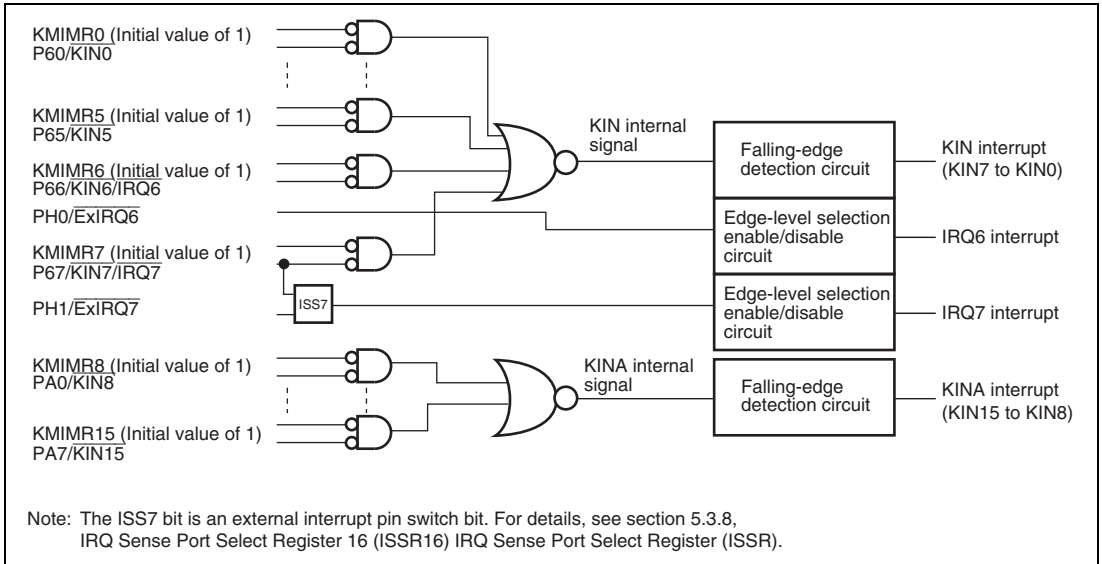 KMIMR0 (Initial value of 1)
P60/KIN0
KMIMR5 (Initial value of 1)
P65/KIN5
KMIMR6 (Initial value of 1)
P66/KIN6/IRQ6
PH0/ExIRQ6
KMIMR7 (Initial value of 1)
P67/KIN7/IRQ7
PH1/ExIRQ7
ISS7
KMIMR8 (Initial value of 1)
PA0/KIN8
KMIMR15 (Initial value of 1)
PA7/KIN15
KIN internal
signal
KINA internal
signal
Falling-edge
detection circuit
Edge-level selection
enable/disable
circuit
Edge-level selection
enable/disable
circuit
Falling-edge
detection circuit
KIN interrupt
(KIN7 to KIN0)
IRQ6 interrupt
IRQ7 interrupt
KINA interrupt
(KIN15 to KIN8)
Note: The ISS7 bit is an external interrupt pin switch bit. For details, see section 5.3.8,
IRQ Sense Port Select Register 16 (ISSR16) IRQ Sense Port Select Register (ISSR).